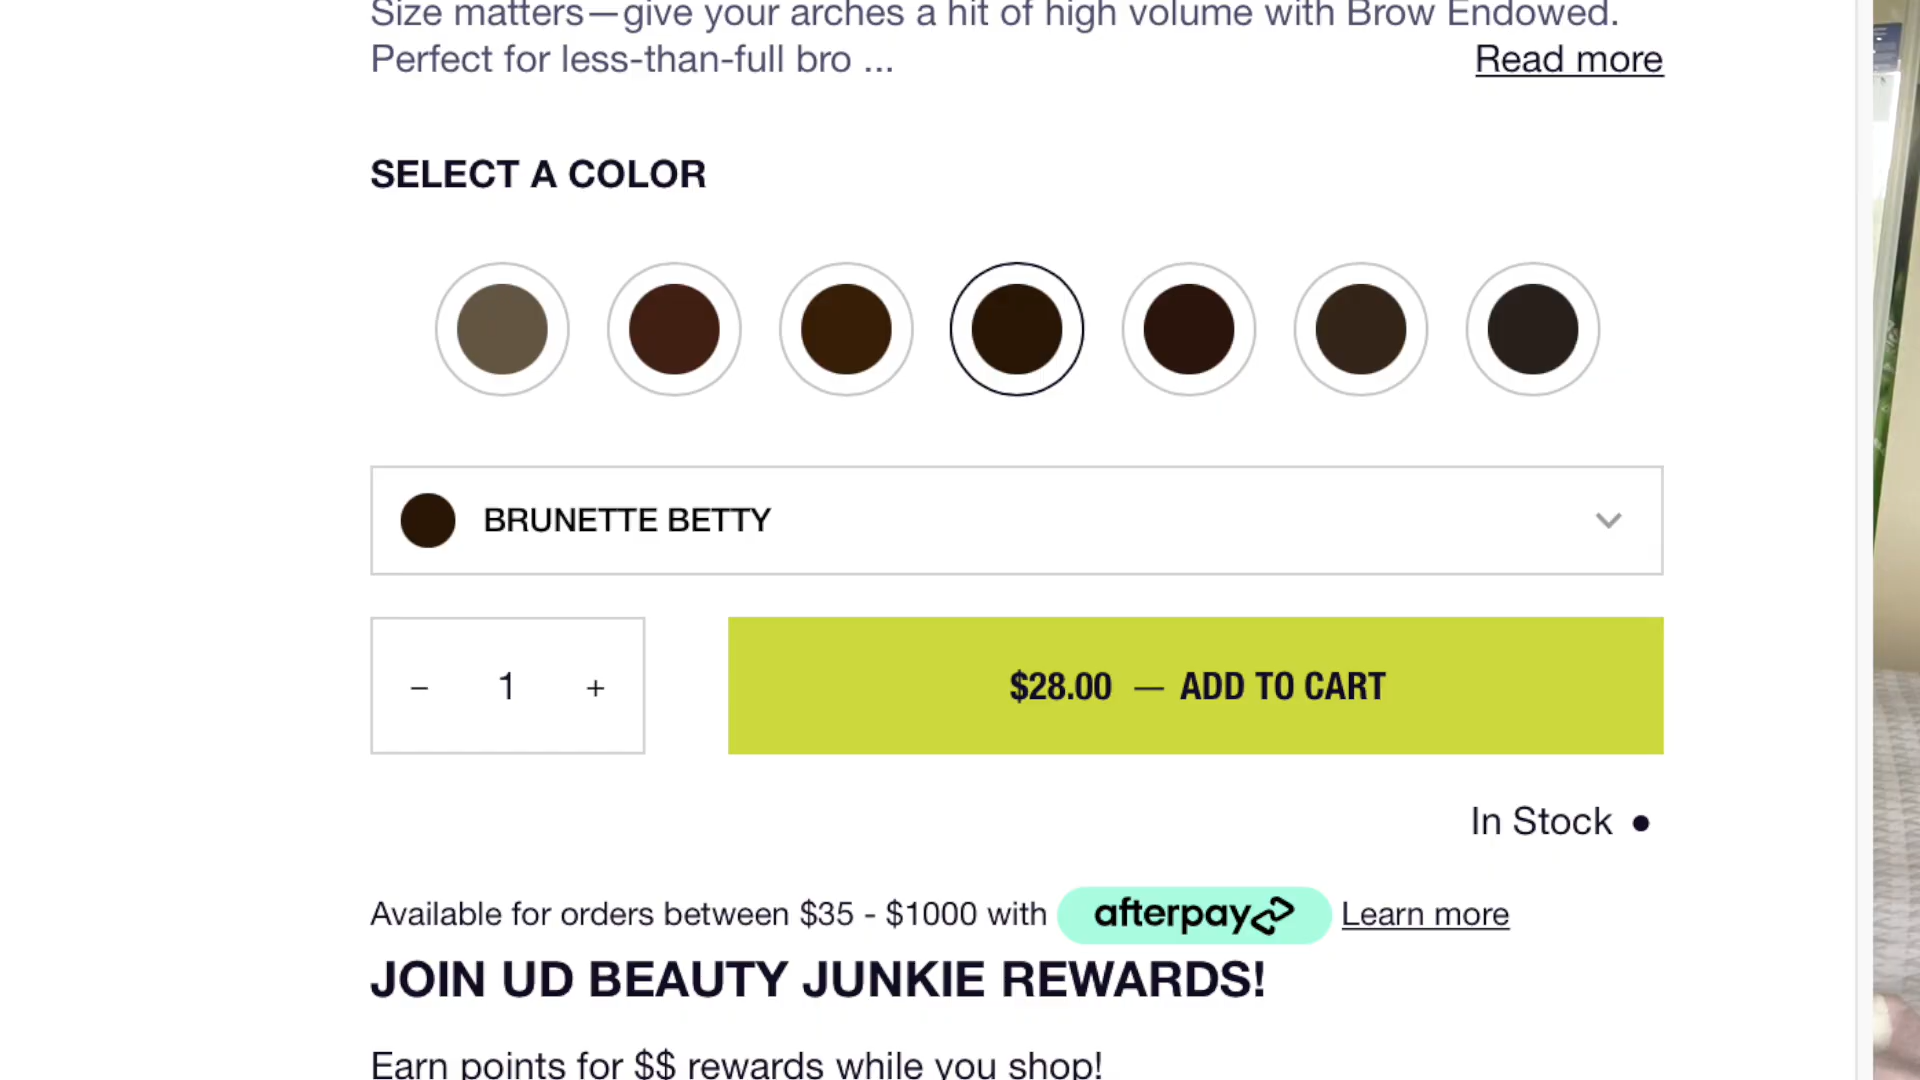 Size matters—give your arches a hit of high volume with Brow Endowed.
Perfect for less-than-full bro ... Read more
SELECT A COLOR
BRUNETTE BETTY
− 1 +
$28.00 — ADD TO CART
In Stock
Available for orders between $35 - $1000 with afterpay Learn more
JOIN UD BEAUTY JUNKIE REWARDS!
Earn points for $$ rewards while you shop!